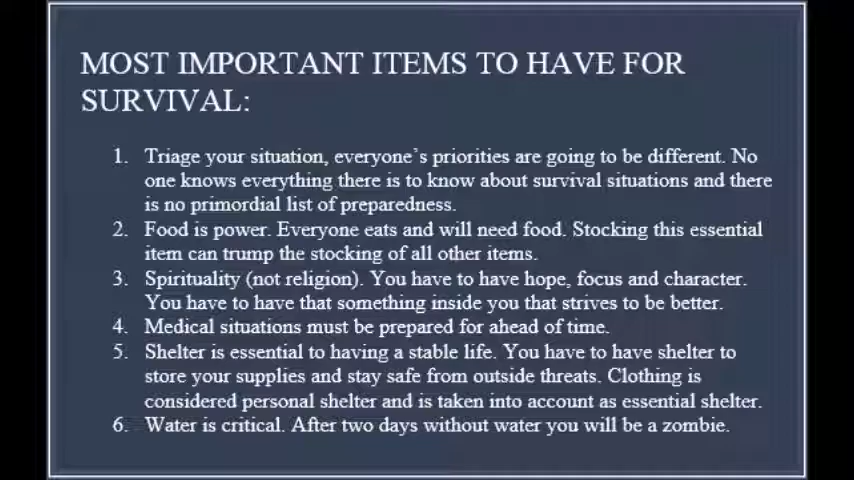 MOST IMPORTANT ITEMS TO HAVE FOR
SURVIVAL:
1. Triage your situation, everyone's priorities are going to be different. No
one knows everything there is to know about survival situations and there
is no primordial list of preparedness.
2. Food is power. Everyone eats and will need food. Stocking this essential
item can trump the stocking of all other items.
3. Spirituality (not religion). You have to have hope, focus and character.
You have to have that something inside you that strives to be better.
4. Medical situations must be prepared for ahead of time.
5. Shelter is essential to having a stable life. You have to have shelter to
store your supplies and stay safe from outside threats. Clothing is
considered personal shelter and is taken into account as essential shelter.
6. Water is critical. After two days without water you will be a zombie.